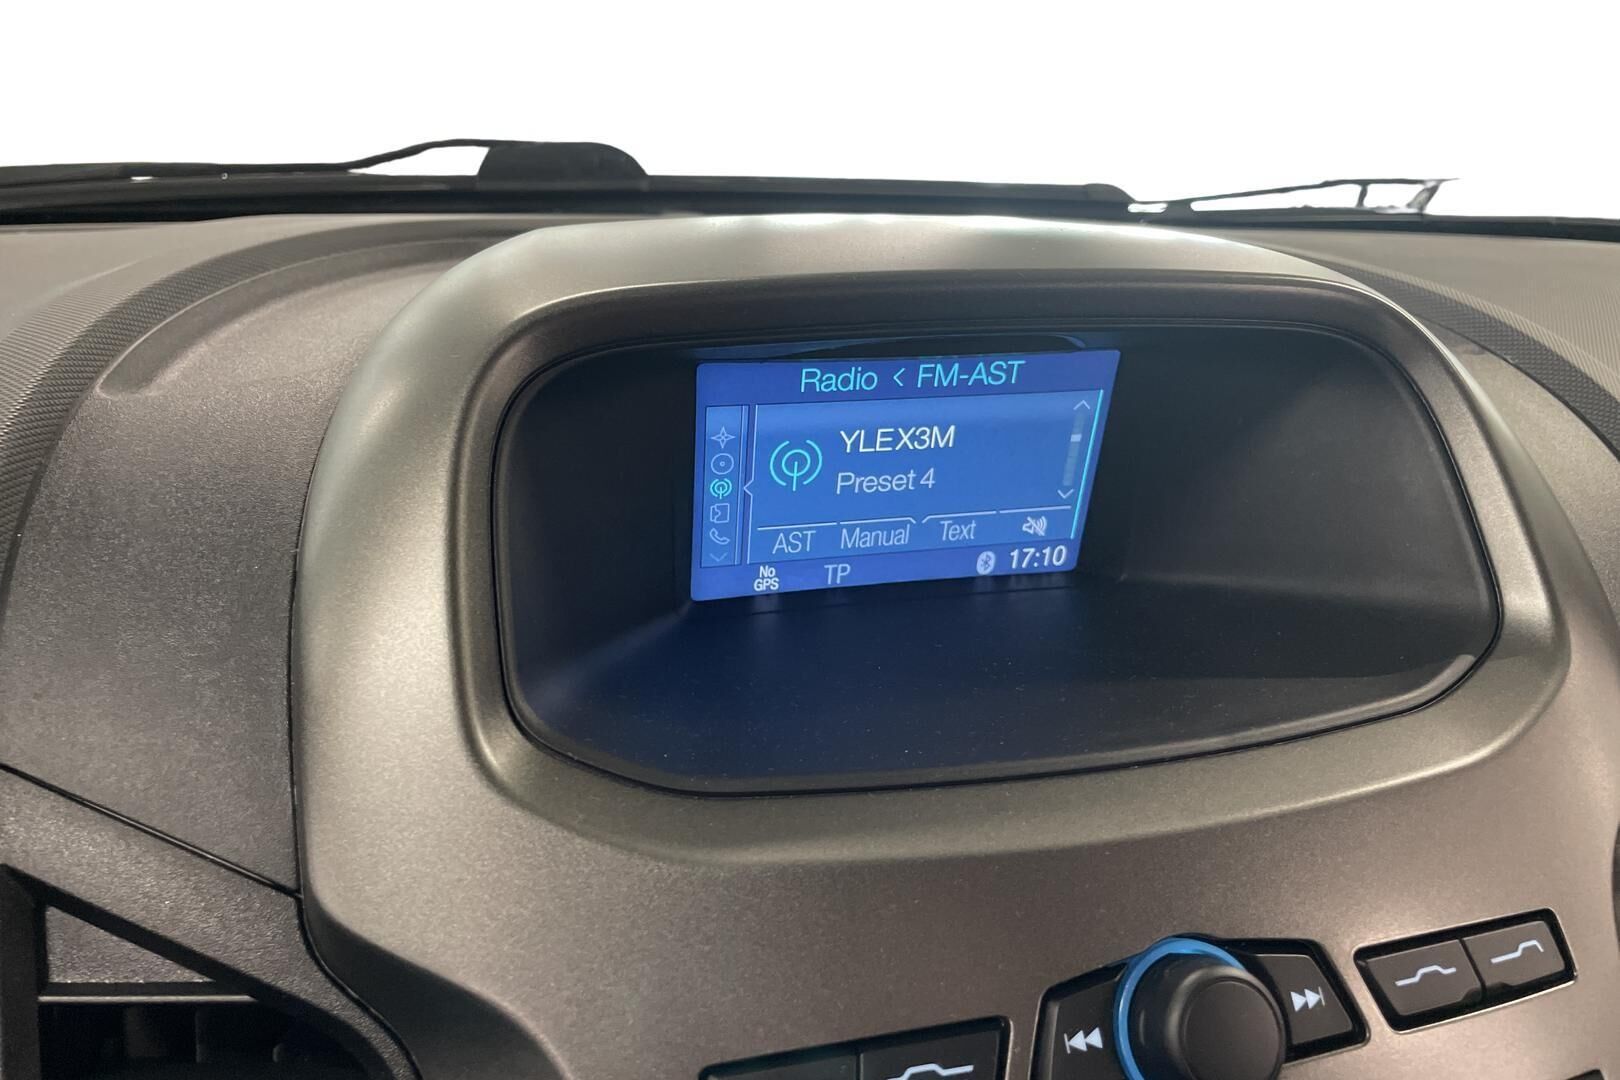 Radio < FM-AST
YLEX3M
Preset 4
AST Manual Text
No GPS TP 17:10